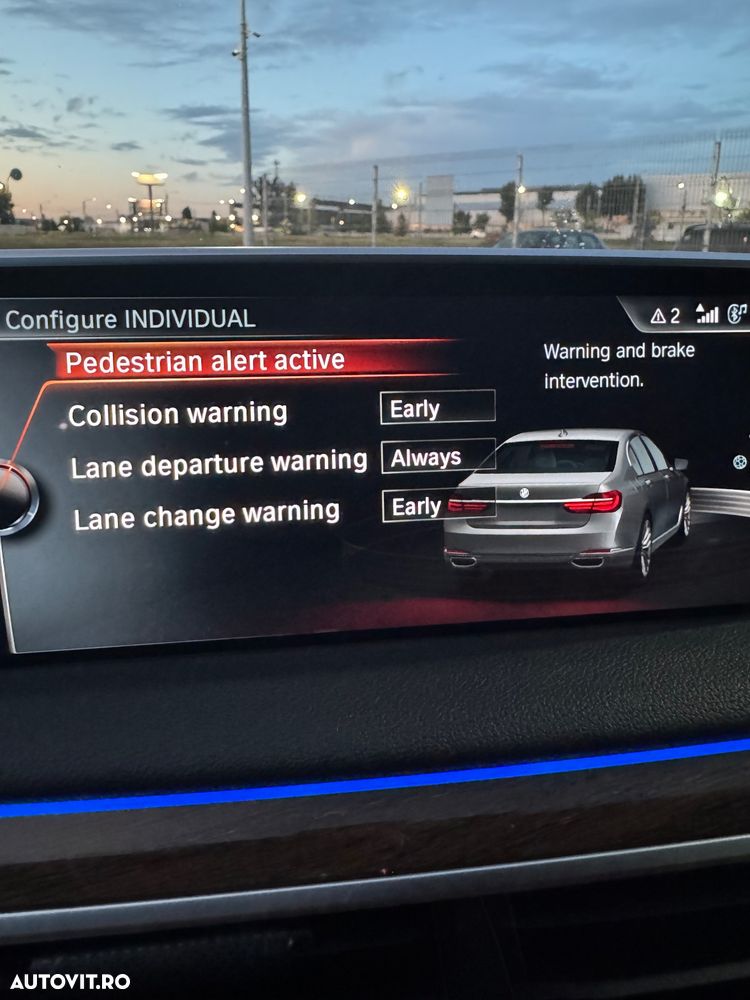 Configure INDIVIDUAL
2
Pedestrian alert active
Warning and brake
intervention.
Collision warning Early
Lane departure warning Always
Lane change warning Early
AUTOVIT.RO